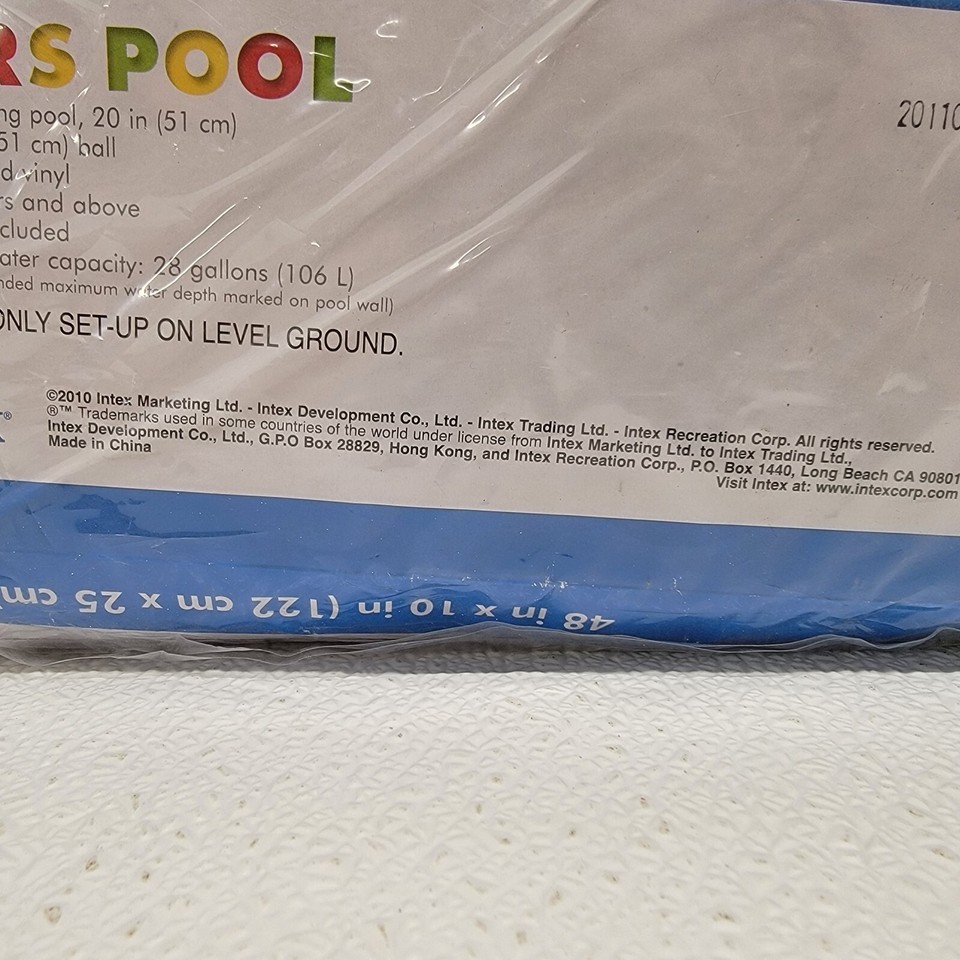 RS POOL
20110
ng pool, 20 in (51 cm)
51 cm) ball
d vinyl
rs and above
cluded
ater capacity: 28 gallons (106 L)
nded maximum water depth marked on pool wall)
ONLY SET-UP ON LEVEL GROUND.
©2010 Intex Marketing Ltd. - Intex Development Co., Ltd. - Intex Trading Ltd. - Intex Recreation Corp. All rights reserved.
®™ Trademarks used in some countries of the world under license from Intex Marketing Ltd. to Intex Trading Ltd.,
Intex Development Co., Ltd., G.P.O Box 28829, Hong Kong, and Intex Recreation Corp., P.O. Box 1440, Long Beach CA 90801
Made in China
Visit Intex at: www.intexcorp.com
48 in x 10 in (122 cm x 25 cm)